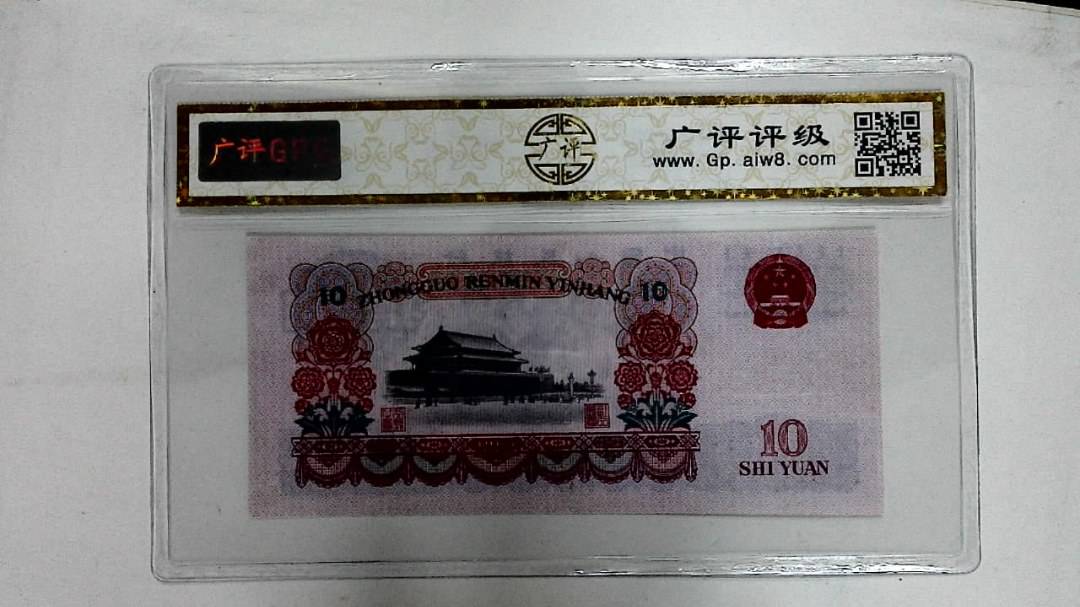 广评GPG
广评
广评评级
www. Gp. aiw8. com
10 ZHONGGUO RENMIN YINHANG 10
10
SHI YUAN